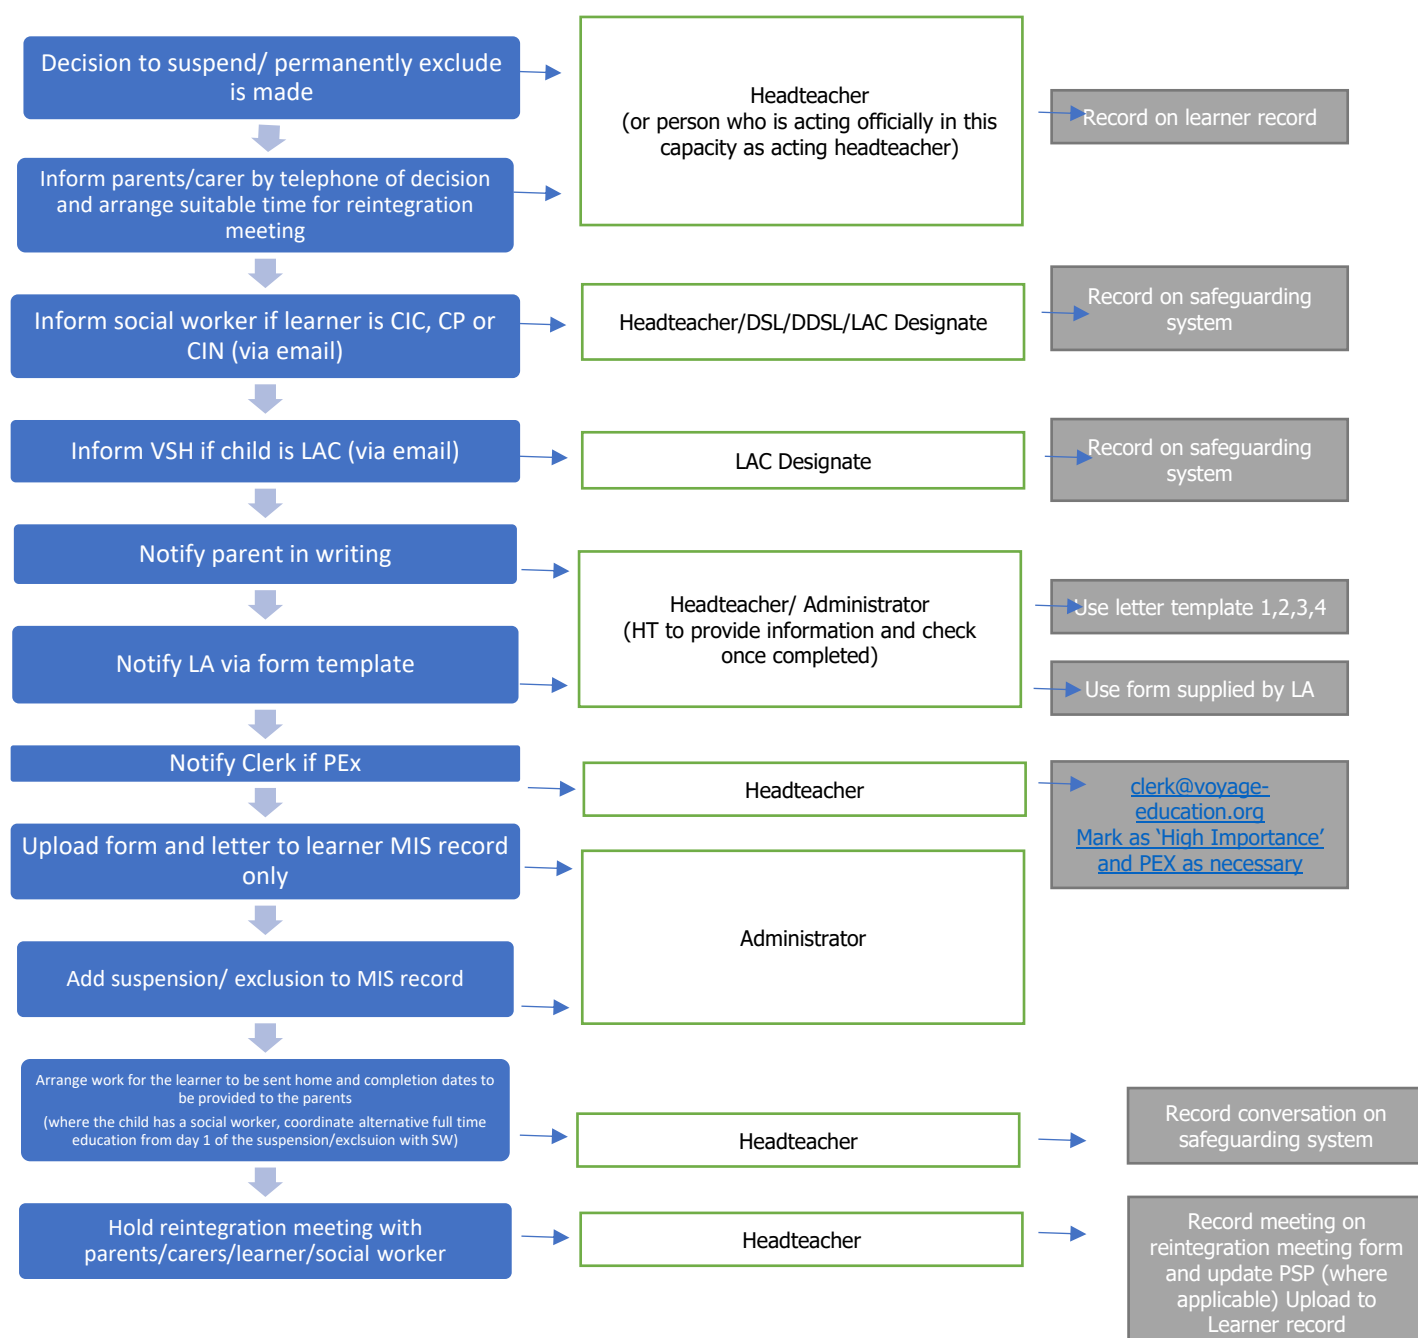 Decision to suspend/ permanently exclude
is made
Headteacher
(or person who is acting officially in this
capacity as acting headteacher)
Record on learner record
Inform parents/carer by telephone of decision
and arrange suitable time for reintegration
meeting
Inform social worker if learner is CIC, CP or
CIN (via email)
Headteacher/DSL/DDSL/LAC Designate
Record on safeguarding
system
Inform VSH if child is LAC (via email)
LAC Designate
Record on safeguarding
system
Notify parent in writing
Headteacher/ Administrator
(HT to provide information and check
once completed)
Use letter template 1,2,3,4
Notify LA via form template
Use form supplied by LA
Notify Clerk if PEx
Headteacher
clerk@voyage-
education.org
Mark as ‘High Importance’
and PEX as necessary
Upload form and letter to learner MIS record
only
Administrator
Add suspension/ exclusion to MIS record
Arrange work for the learner to be sent home and completion dates to
be provided to the parents
(where the child has a social worker, coordinate alternative full time
education from day 1 of the suspension/exclsuion with SW)
Headteacher
Record conversation on
safeguarding system
Hold reintegration meeting with
parents/carers/learner/social worker
Headteacher
Record meeting on
reintegration meeting form
and update PSP (where
applicable) Upload to
Learner record